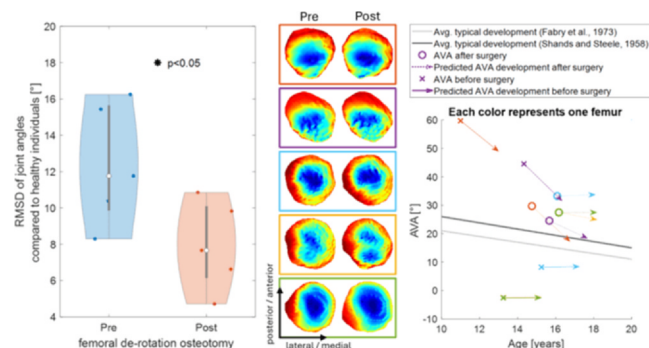 20
18
16
14
12
10
8
6
4
RMSD of joint angles [°]
compared to healthy individuals
✱ p<0.05
Pre
Post
femoral de-rotation osteotomy
Pre
Post
posterior / anterior
lateral / medial
Avg. typical development (Fabry et al., 1973)
Avg. typical development (Shands and Steele, 1958)
AVA after surgery
Predicted AVA development after surgery
AVA before surgery
Predicted AVA development before surgery
Each color represents one femur
60
50
40
30
20
10
0
-10
AVA [°]
10
12
14
16
18
20
Age [years]